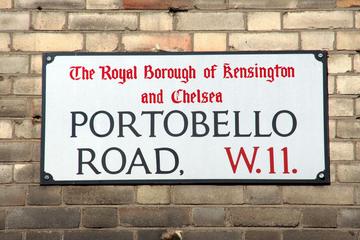 The Royal Borough of Kensington
and Chelsea
PORTOBELLO
ROAD, W.11.